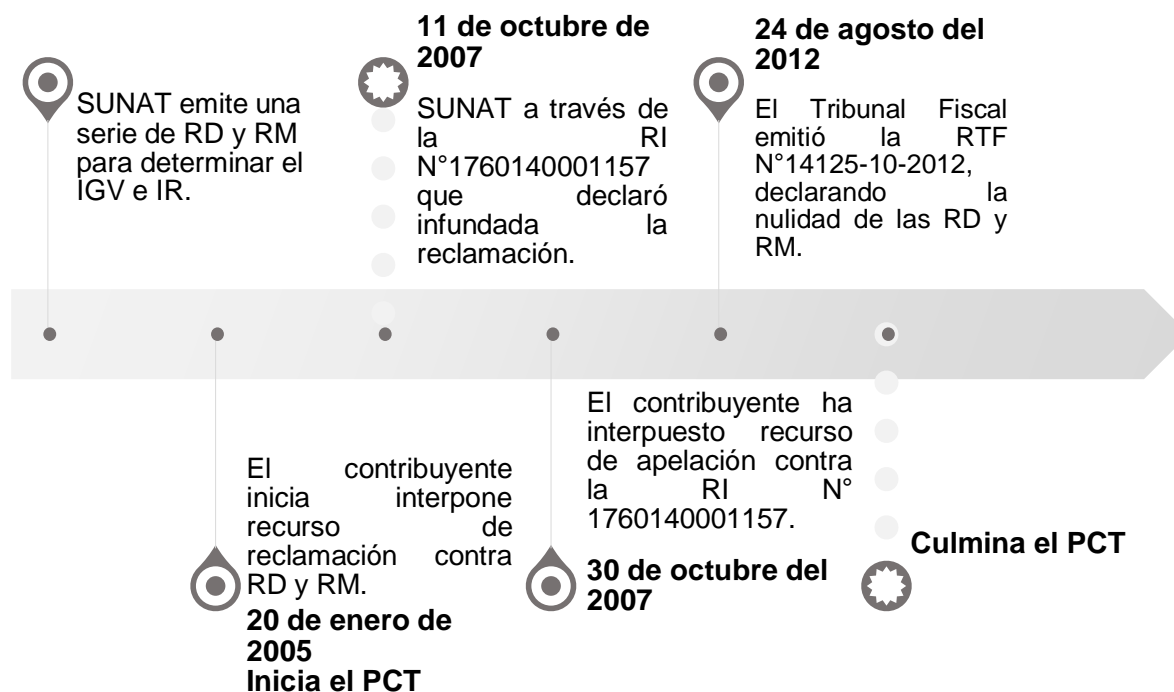 SUNAT emite una
serie de RD y RM
para determinar el
IGV e IR.
11 de octubre de
2007
SUNAT a través de
la RI
N°1760140001157
que declaró
infundada la
reclamación.
24 de agosto del
2012
El Tribunal Fiscal
emitió la RTF
N°14125-10-2012,
declarando la
nulidad de las RD y
RM.
El contribuyente
inicia interpone
recurso de
reclamación contra
RD y RM.
20 de enero de
2005
Inicia el PCT
El contribuyente ha
interpuesto recurso
de apelación contra
la RI N°
1760140001157.
30 de octubre del
2007
Culmina el PCT